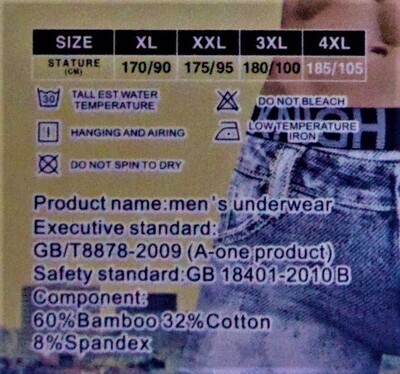 SIZE XL XXL 3XL 4XL
STATURE (CM) 170/90 175/95 180/100 185/105
30 TALL EST WATER TEMPERATURE
DO NOT BLEACH
HANGING AND AIRING
LOW TEMPERATURE IRON
DO NOT SPIN TO DRY
Product name:men's underwear
Executive standard:
GB/T8878-2009 (A-one product)
Safety standard:GB 18401-2010 B
Component:
60%Bamboo 32%Cotton
8%Spandex